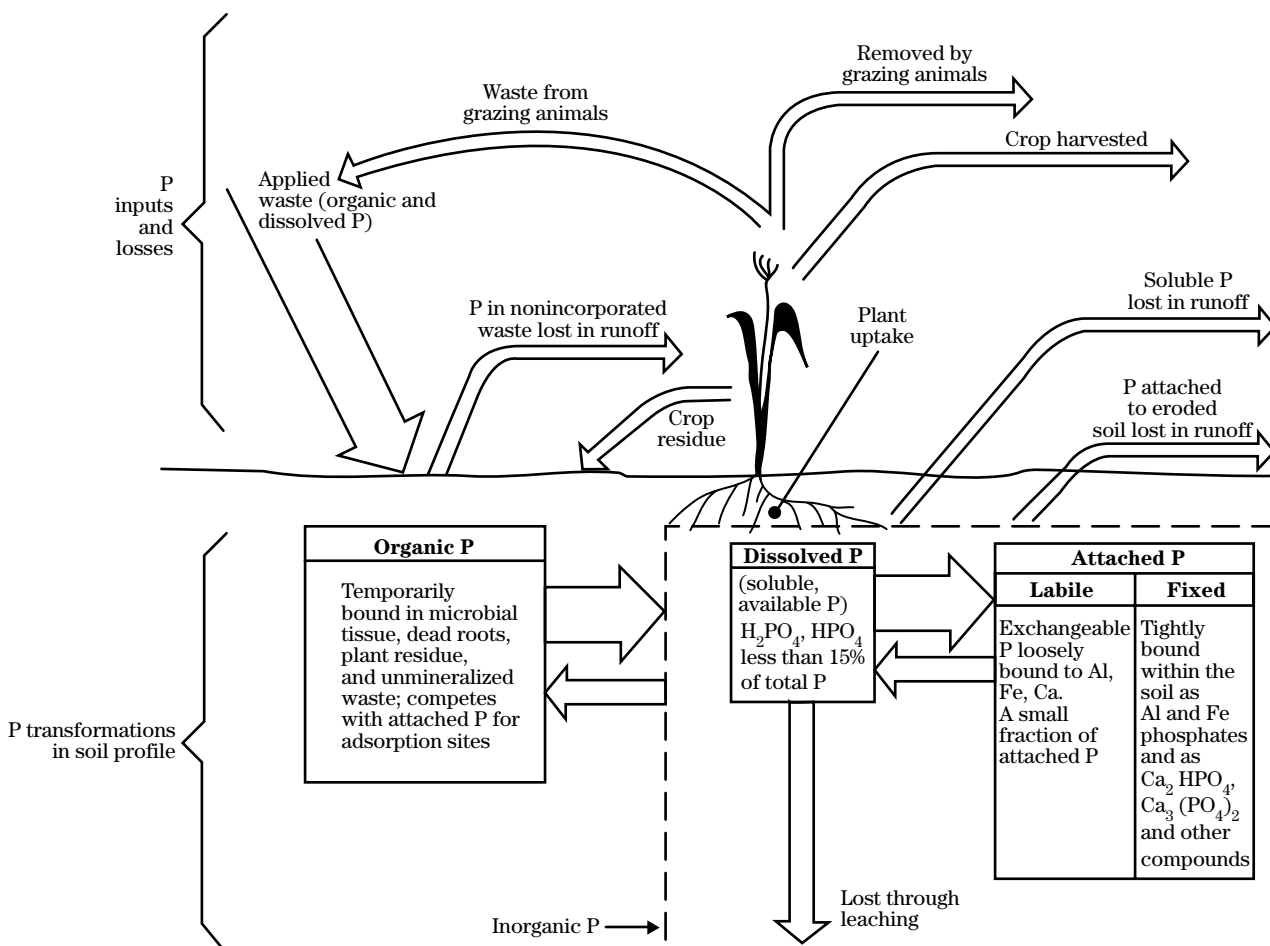 Removed by
grazing animals
Waste from
grazing animals
Crop harvested
P
inputs
and
losses
Applied
waste (organic and
dissolved P)
Soluble P
lost in runoff
P in nonincorporated
waste lost in runoff
Plant
uptake
P attached
to eroded
soil lost in runoff
Crop
residue
Organic P
Temporarily
bound in microbial
tissue, dead roots,
plant residue,
and unmineralized
waste; competes
with attached P for
adsorption sites
Dissolved P
(soluble,
available P)
H₂PO₄, HPO₄
less than 15%
of total P
Attached P
Labile
Exchangeable
P loosely
bound to Al,
Fe, Ca.
A small
fraction of
attached P
Fixed
Tightly
bound
within the
soil as
Al and Fe
phosphates
and as
Ca₂ HPO₄,
Ca₃ (PO₄)₂
and other
compounds
P transformations
in soil profile
Lost through
leaching
Inorganic P